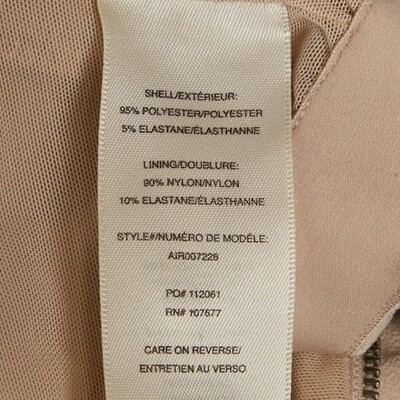 SHELL/EXTÉRIEUR:
95% POLYESTER/POLYESTER
5% ELASTANE/ÉLASTHANNE
LINING/DOUBLURE:
90% NYLON/NYLON
10% ELASTANE/ÉLASTHANNE
STYLE#/NUMÉRO DE MODÈLE:
AIR007226
PO# 112061
RN# 107677
CARE ON REVERSE/
ENTRETIEN AU VERSO